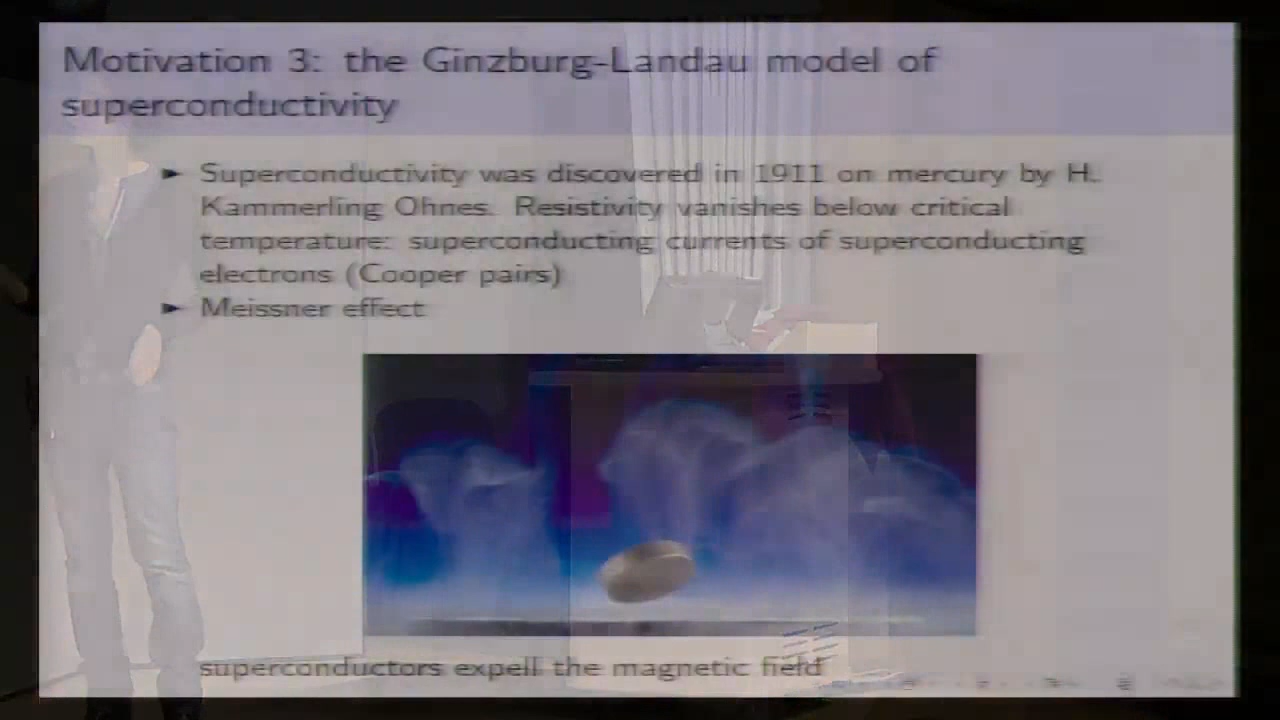 Motivation 3: the Ginzburg-Landau model of
superconductivity
► Superconductivity was discovered in 1911 on mercury by H.
Kammerling Ohnes. Resistivity vanishes below critical
temperature: superconducting currents of superconducting
electrons (Cooper pairs)
► Meissner effect
superconductors expell the magnetic field